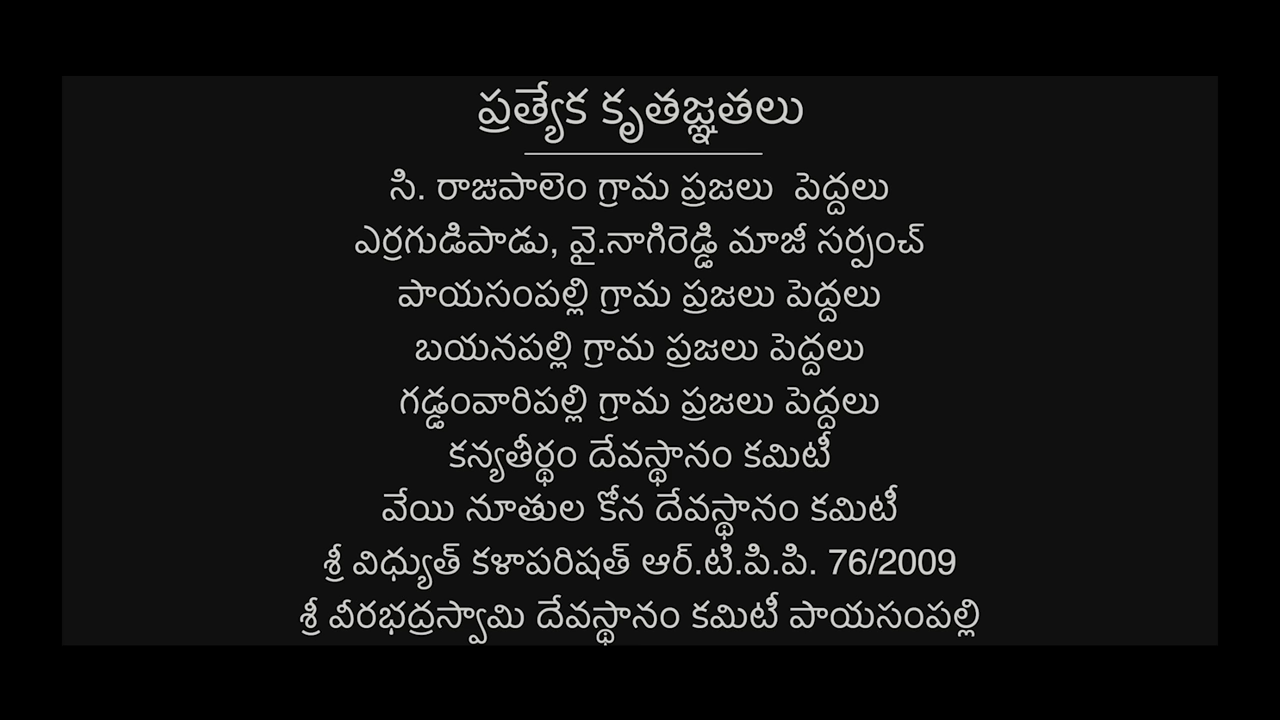 ప్రత్యేక కృతజ్ఞతలు
సి. రాజుపాలెం గ్రామ ప్రజలు పెద్దలు
ఎర్రగుడిపాడు, వై.నాగిరెడ్డి మాజీ సర్పంచ్
పాయసంపల్లి గ్రామ ప్రజలు పెద్దలు
బయనపల్లి గ్రామ ప్రజలు పెద్దలు
గడ్డంవారిపల్లి గ్రామ ప్రజలు పెద్దలు
కన్యతీర్థం దేవస్థానం కమిటీ
వేయి నూతుల కోన దేవస్థానం కమిటీ
శ్రీ విధ్యుత్ కళాపరిషత్ ఆర్.టి.పి.పి. 76/2009
శ్రీ వీరభద్రస్వామి దేవస్థానం కమిటీ పాయసంపల్లి